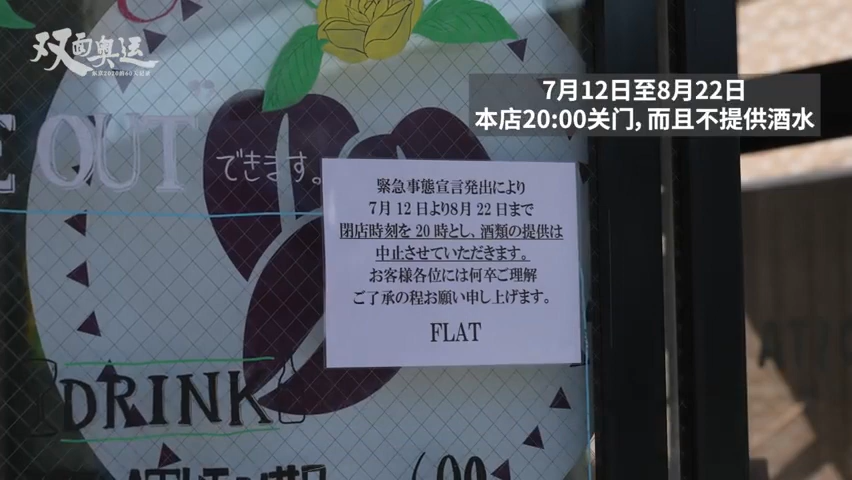 双面奥运
7月12日至8月22日
本店20:00关门，而且不提供酒水
E OUT"
できます。
緊急事態宣言発出により
7月12日より8月22日まで
閉店時刻を20時とし、酒類の提供は
中止させていただきます。
お客様各位には何卒ご理解
ご了承の程お願い申し上げます。
FLAT
DRINK